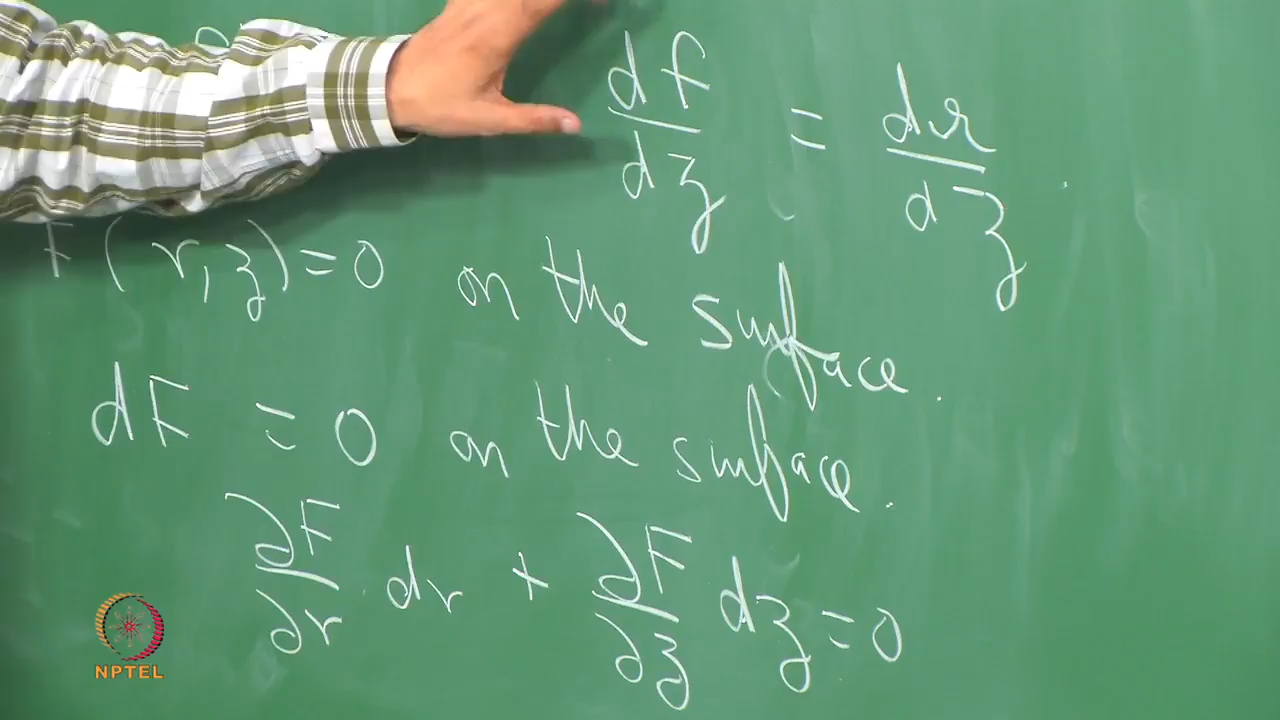 df/dz = dr/dz
F(r,z)=0 on the surface.
dF = 0 on the surface.
∂F/∂r dr + ∂F/∂z dz = 0
NPTEL